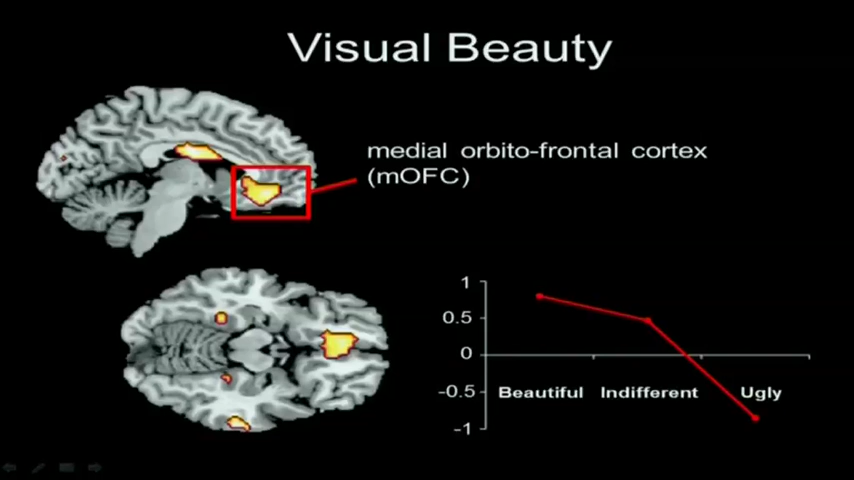 Visual Beauty
medial orbito-frontal cortex
(mOFC)
1
0.5
0
-0.5
-1
Beautiful Indifferent Ugly